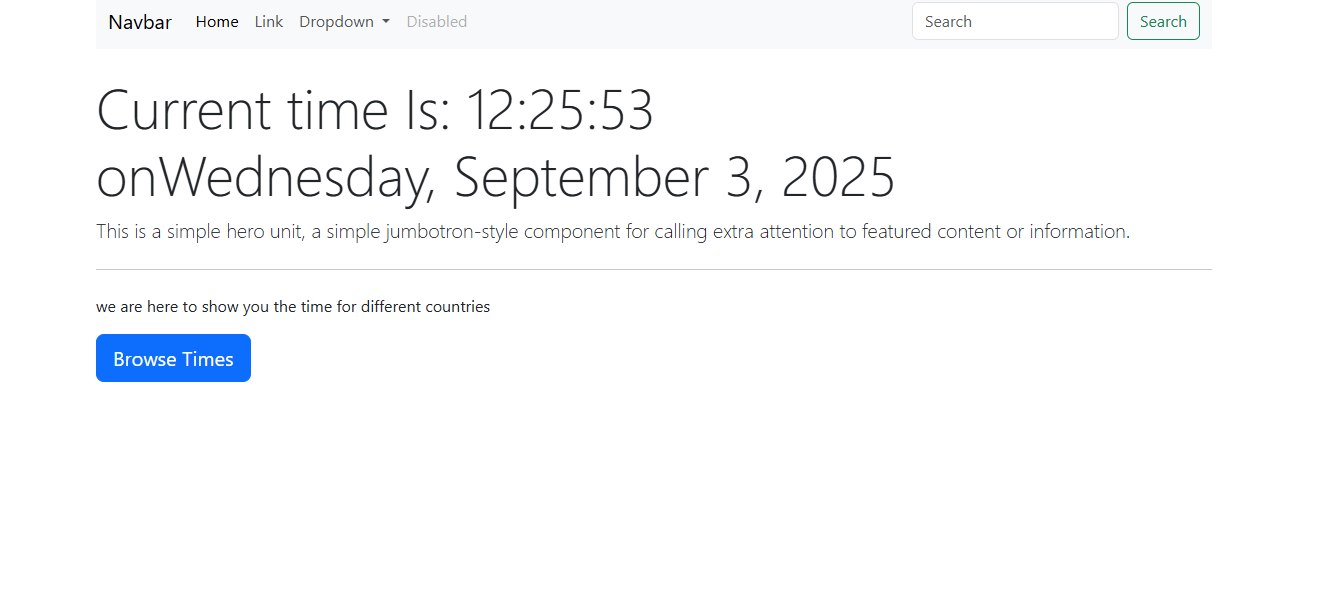 Navbar Home Link Dropdown Disabled Search Search
Current time Is: 12:25:53
onWednesday, September 3, 2025
This is a simple hero unit, a simple jumbotron-style component for calling extra attention to featured content or information.
we are here to show you the time for different countries
Browse Times